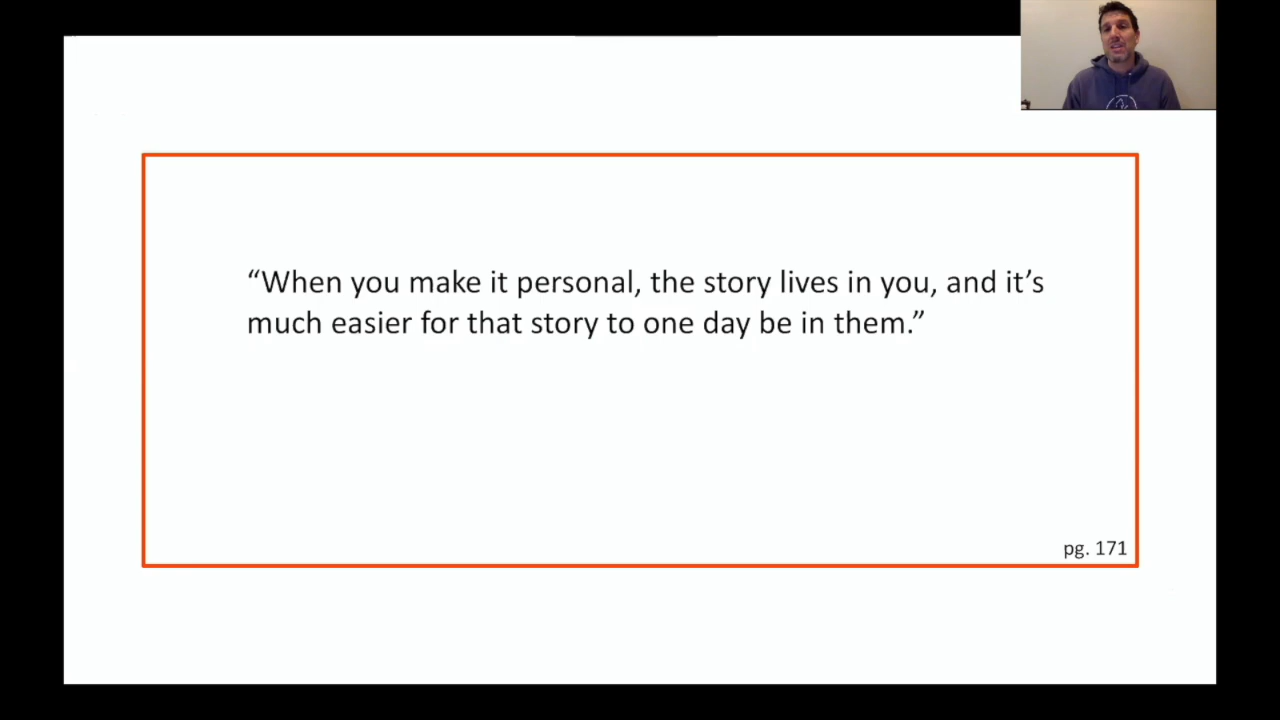 “When you make it personal, the story lives in you, and it’s
much easier for that story to one day be in them.”
pg. 171